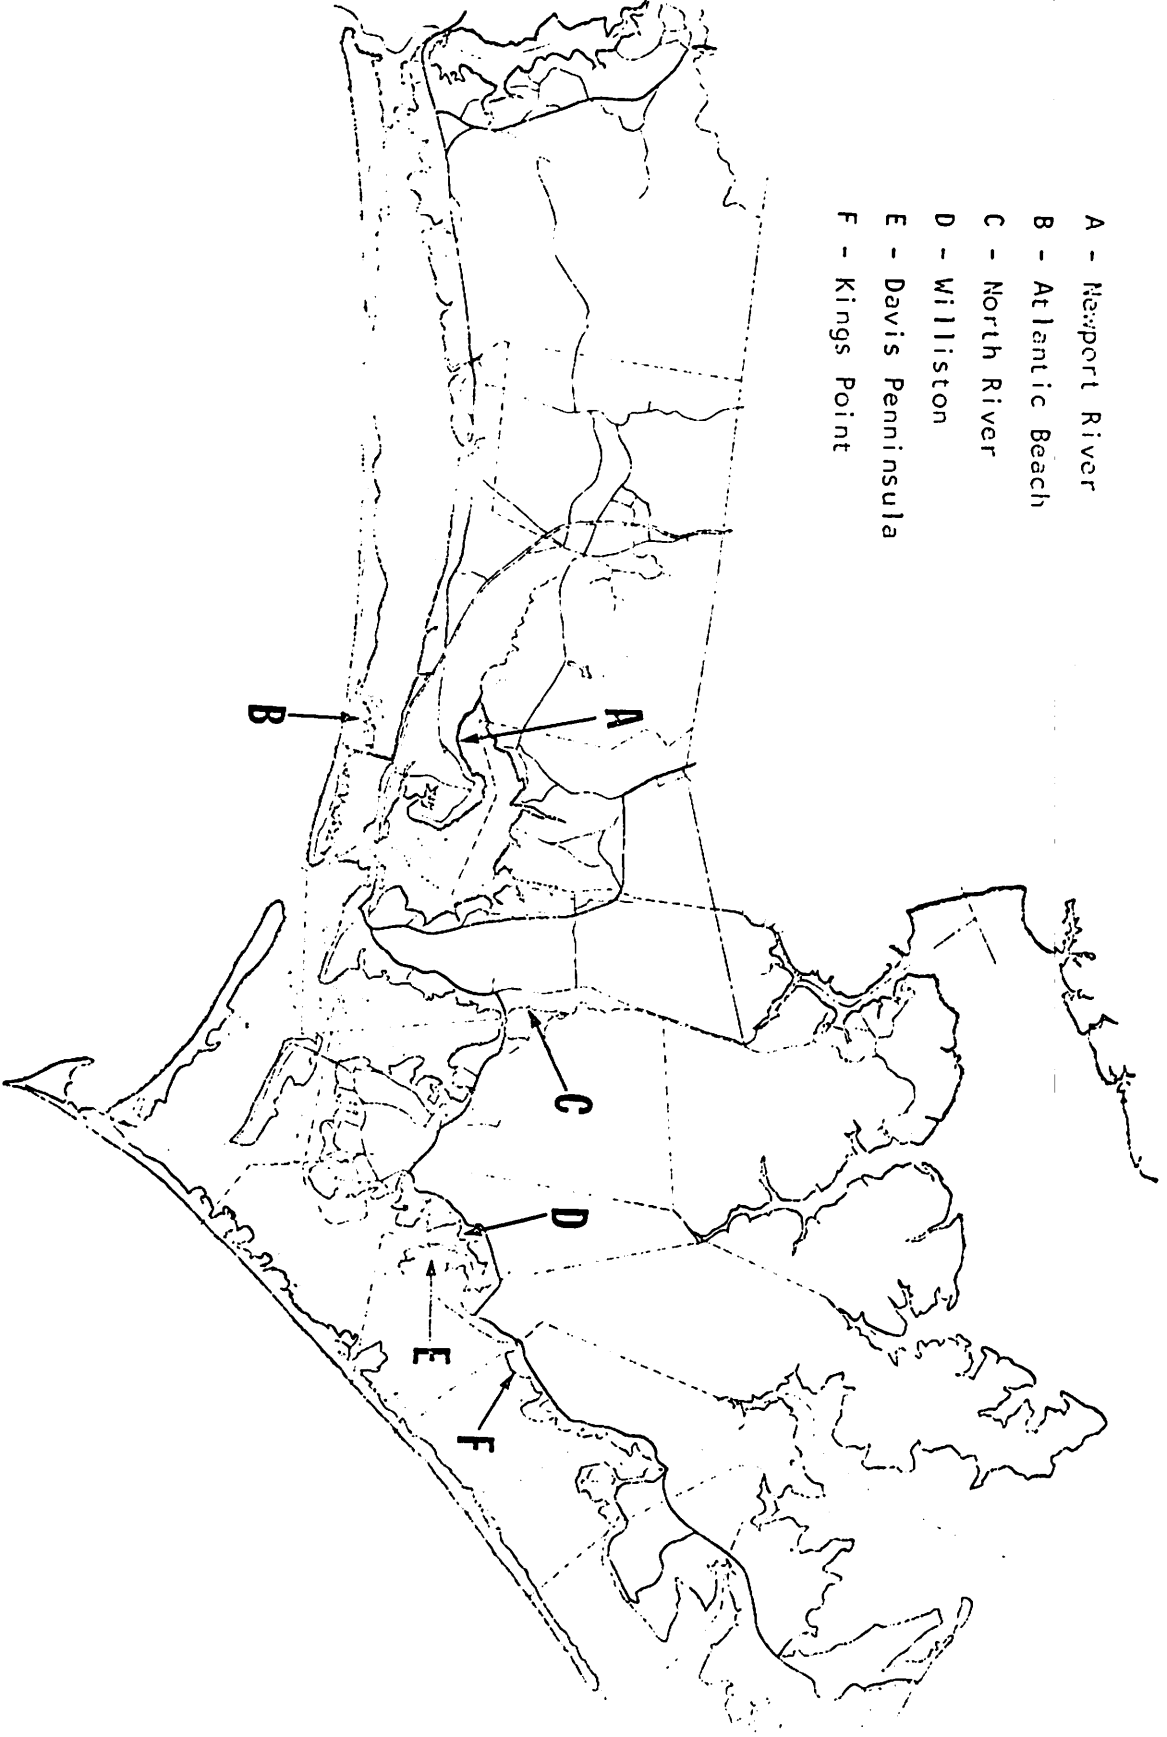 A - Newport River
B - Atlantic Beach
C - North River
D - Williston
E - Davis Penninsula
F - Kings Point
A
B
C
D
E
F